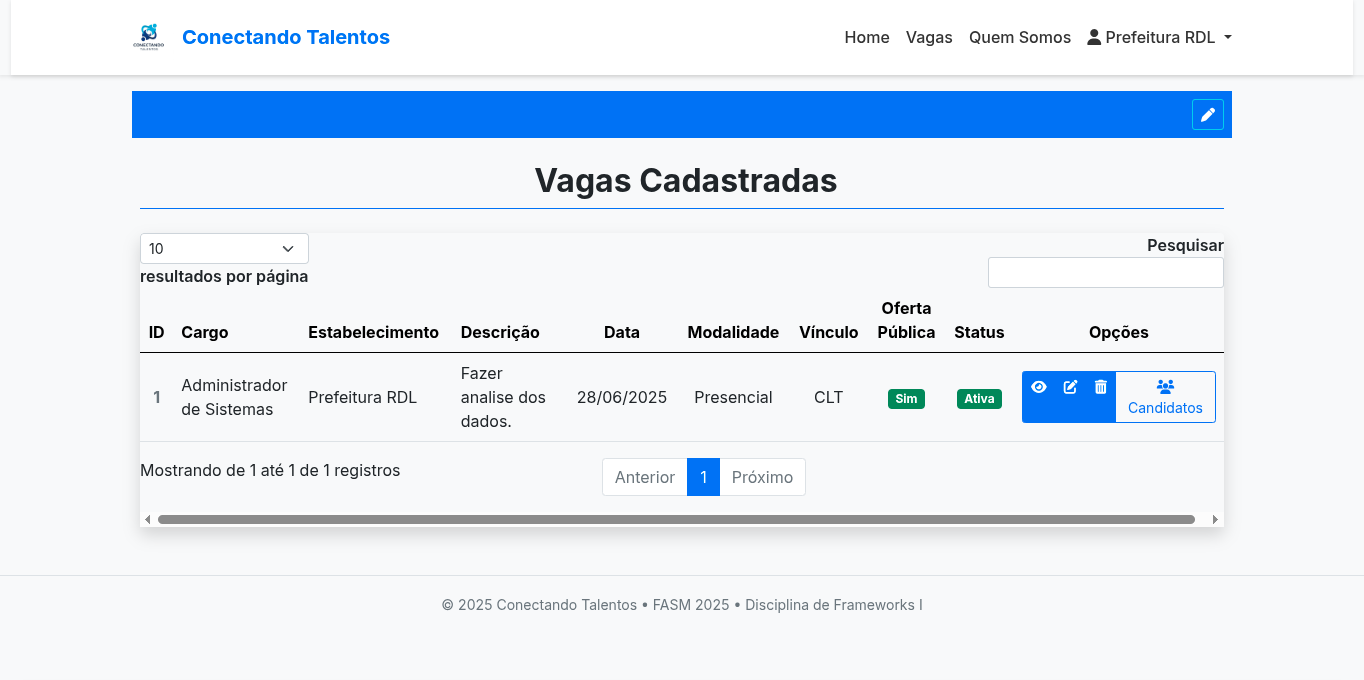 CONECTANDO
TALENTOS
Conectando Talentos
Home
Vagas
Quem Somos
Prefeitura RDL
Vagas Cadastradas
10
resultados por página
Pesquisar
ID
Cargo
Estabelecimento
Descrição
Data
Modalidade
Vínculo
Oferta
Pública
Status
Opções
1
Administrador
de Sistemas
Prefeitura RDL
Fazer
analise dos
dados.
28/06/2025
Presencial
CLT
Sim
Ativa
Candidatos
Mostrando de 1 até 1 de 1 registros
Anterior
1
Próximo
© 2025 Conectando Talentos • FASM 2025 • Disciplina de Frameworks I